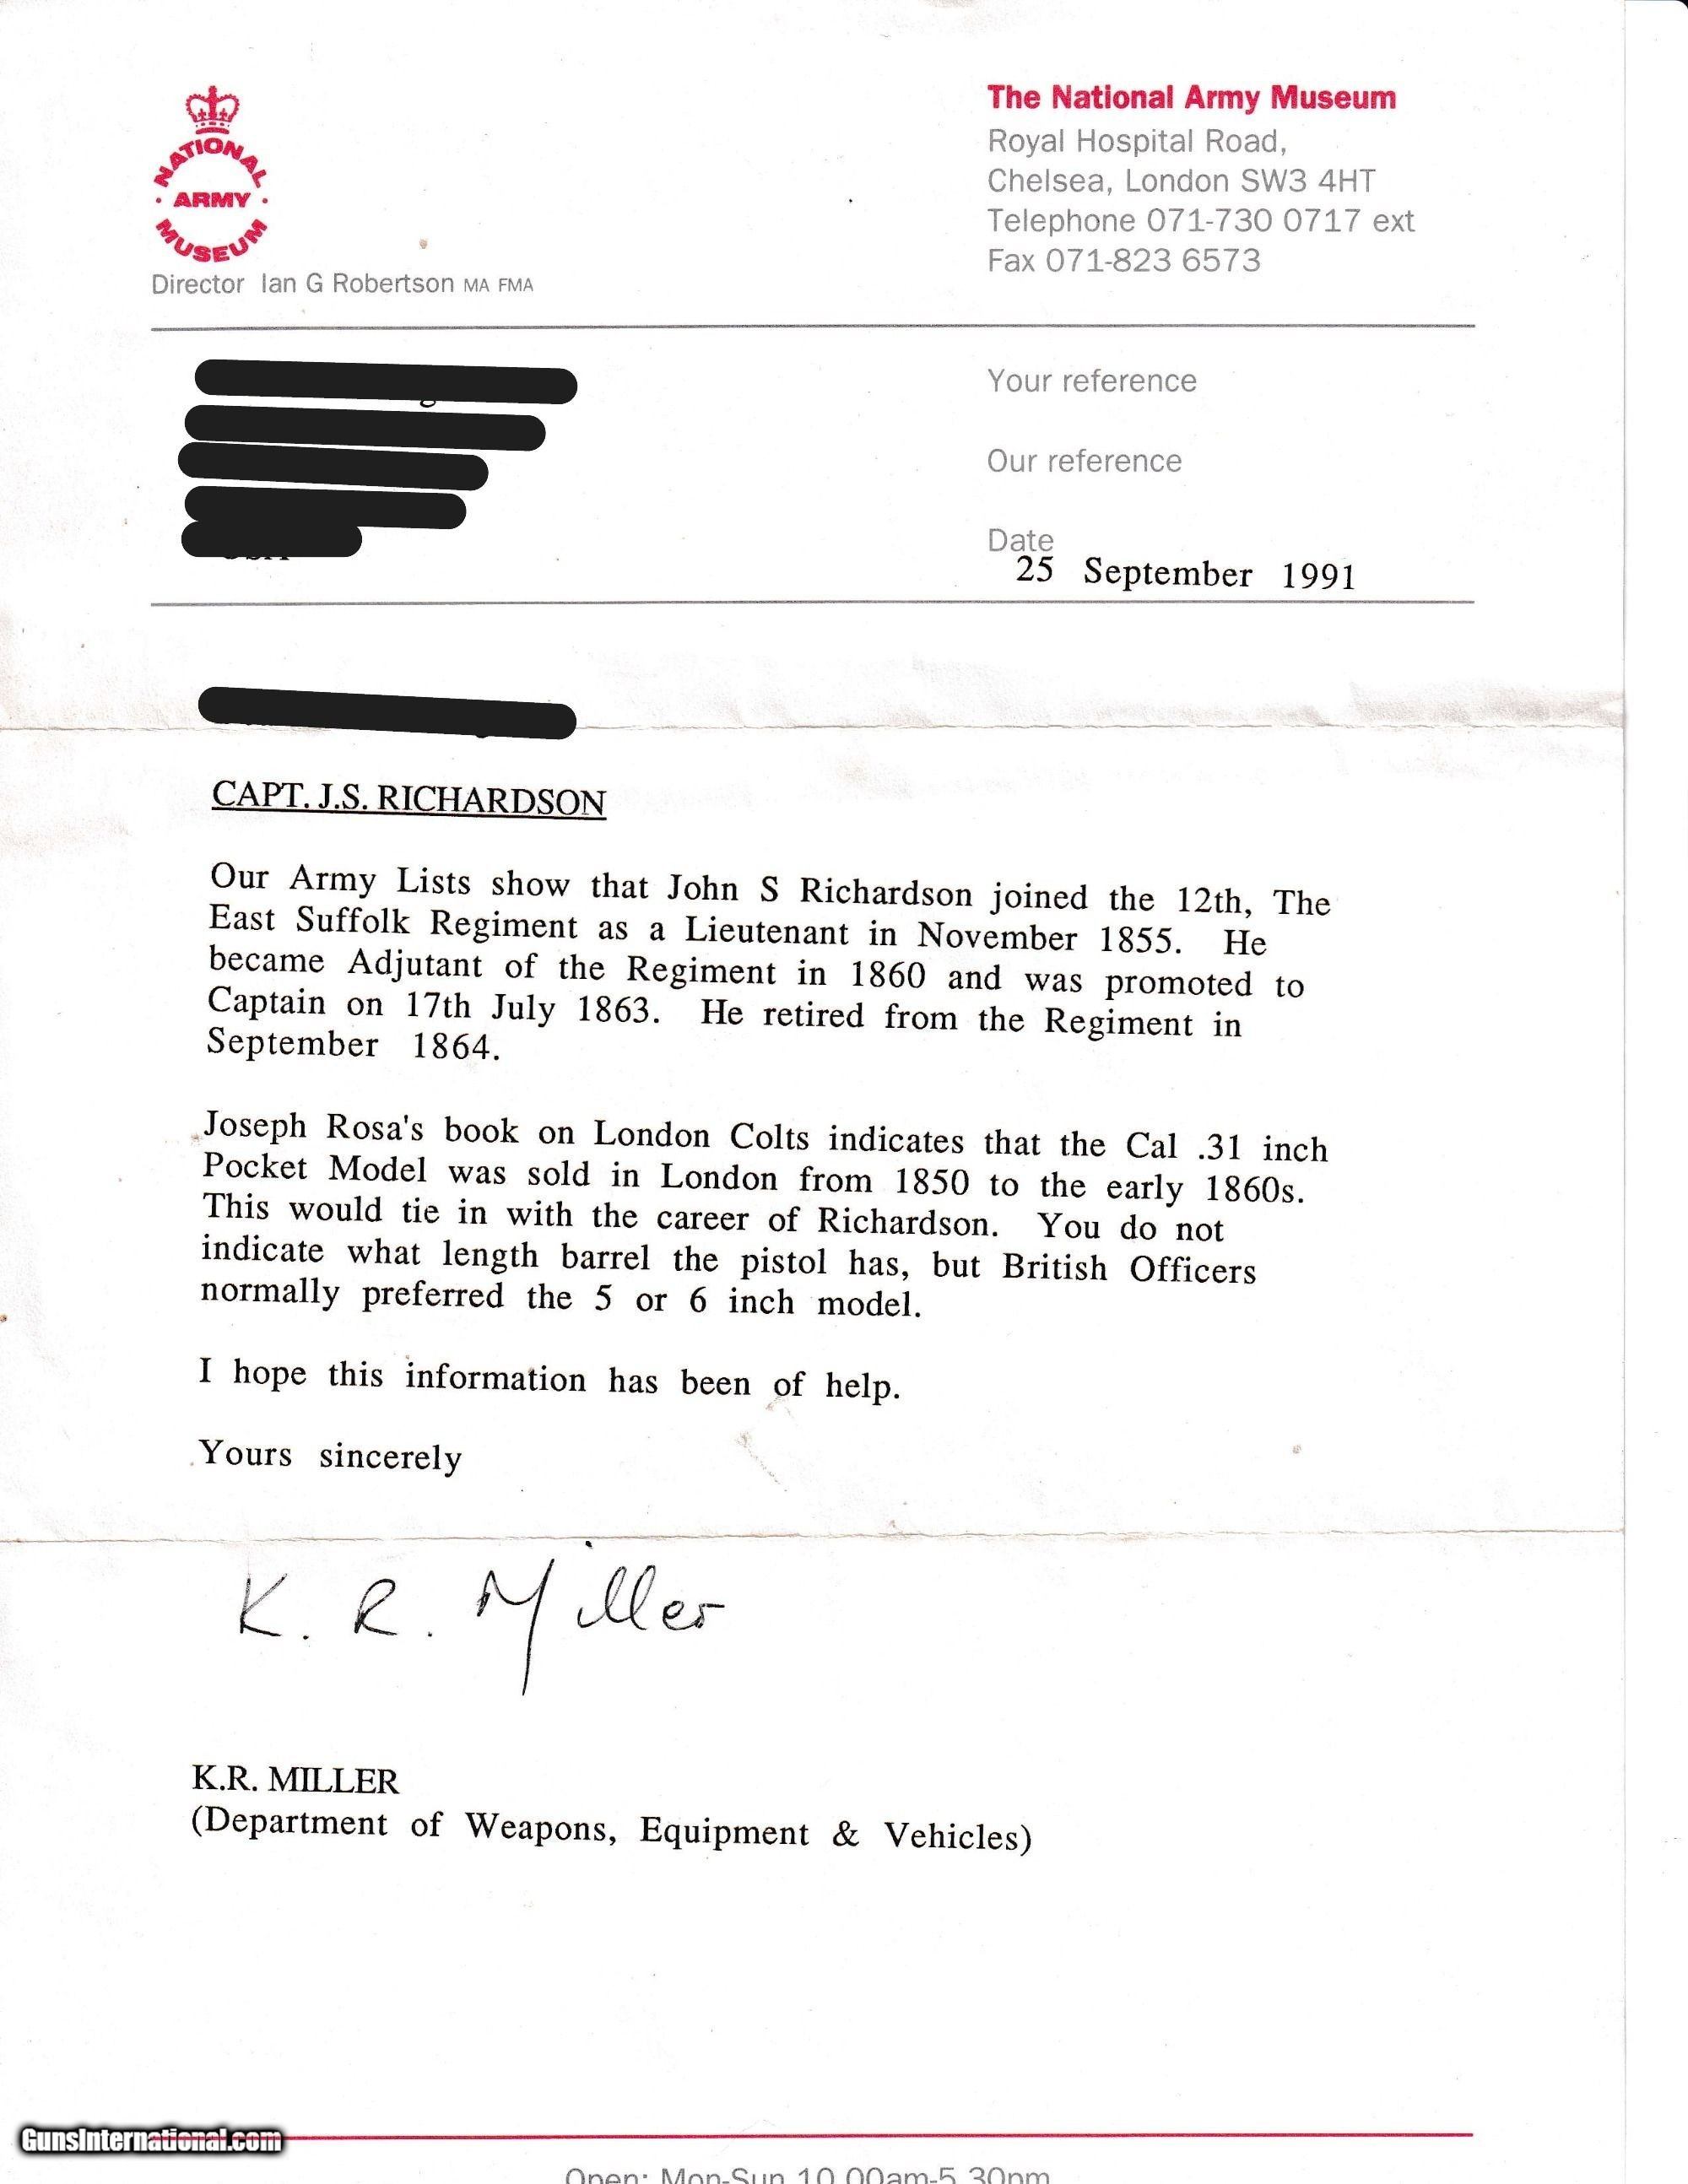 NATIONAL
· ARMY ·
MUSEUM
Director Ian G Robertson MA FMA
The National Army Museum
Royal Hospital Road,
Chelsea, London SW3 4HT
Telephone 071-730 0717 ext
Fax 071-823 6573
Your reference
Our reference
Date
25 September 1991
CAPT. J.S. RICHARDSON
Our Army Lists show that John S Richardson joined the 12th, The
East Suffolk Regiment as a Lieutenant in November 1855. He
became Adjutant of the Regiment in 1860 and was promoted to
Captain on 17th July 1863. He retired from the Regiment in
September 1864.
Joseph Rosa's book on London Colts indicates that the Cal .31 inch
Pocket Model was sold in London from 1850 to the early 1860s.
This would tie in with the career of Richardson. You do not
indicate what length barrel the pistol has, but British Officers
normally preferred the 5 or 6 inch model.
I hope this information has been of help.
Yours sincerely
K. R. Miller
K.R. MILLER
(Department of Weapons, Equipment & Vehicles)
GunsInternational.com
Open: Mon-Sun 10.00am-5.30pm